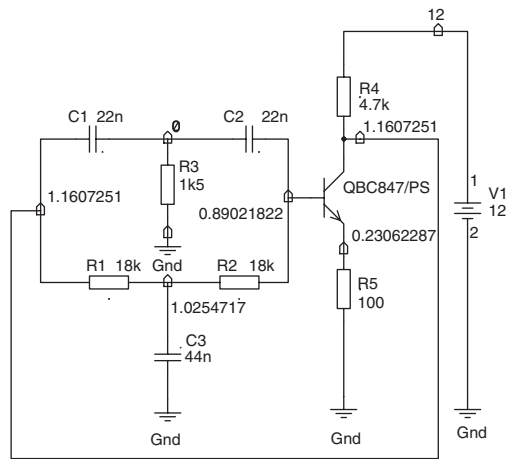 12
R4
4.7k
C1 22n
0
C2 22n
1.1607251
R3
1k5
QBC847/PS
1.1607251
1
V1
12
0.89021822
2
0.23062287
Gnd
R1 18k
R2 18k
R5
100
1.0254717
C3
44n
Gnd
Gnd
Gnd